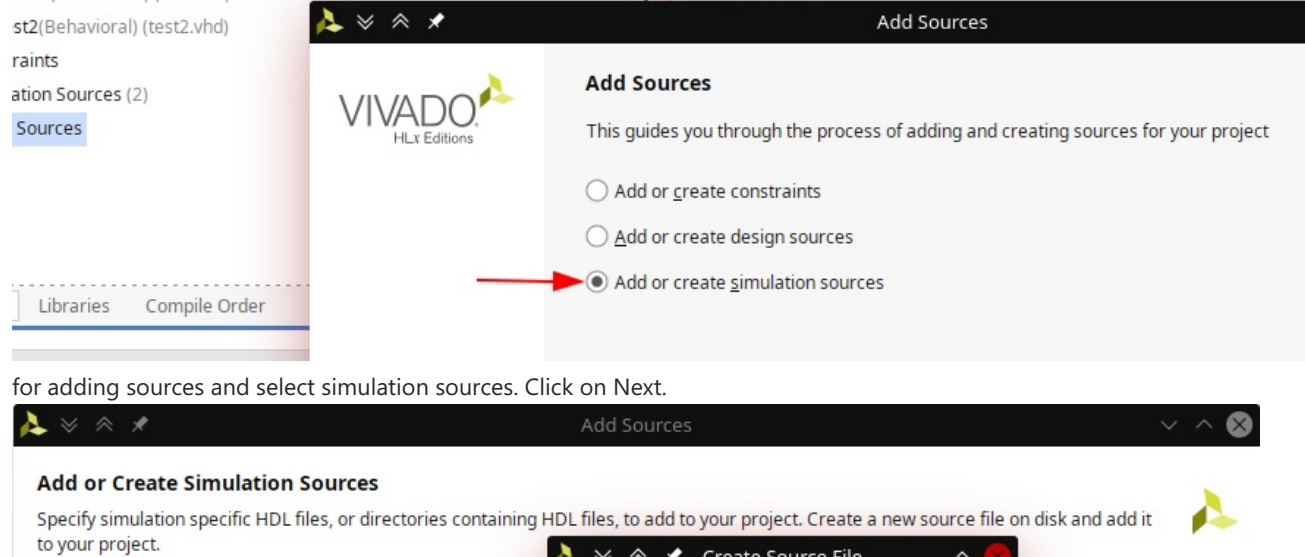 st2(Behavioral) (test2.vhd)
raints
ation Sources (2)
Sources
Libraries Compile Order
Add Sources
VIVADO.
HLx Editions
Add Sources
This guides you through the process of adding and creating sources for your project
Add or create constraints
Add or create design sources
Add or create simulation sources
for adding sources and select simulation sources. Click on Next.
Add Sources
Add or Create Simulation Sources
Specify simulation specific HDL files, or directories containing HDL files, to add to your project. Create a new source file on disk and add it
to your project.
Create Source File